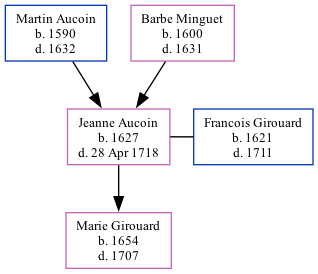 Martin Aucoin
b. 1590
d. 1632
Barbe Minguet
b. 1600
d. 1631
Jeanne Aucoin
b. 1627
d. 28 Apr 1718
Francois Girouard
b. 1621
d. 1711
Marie Girouard
b. 1654
d. 1707